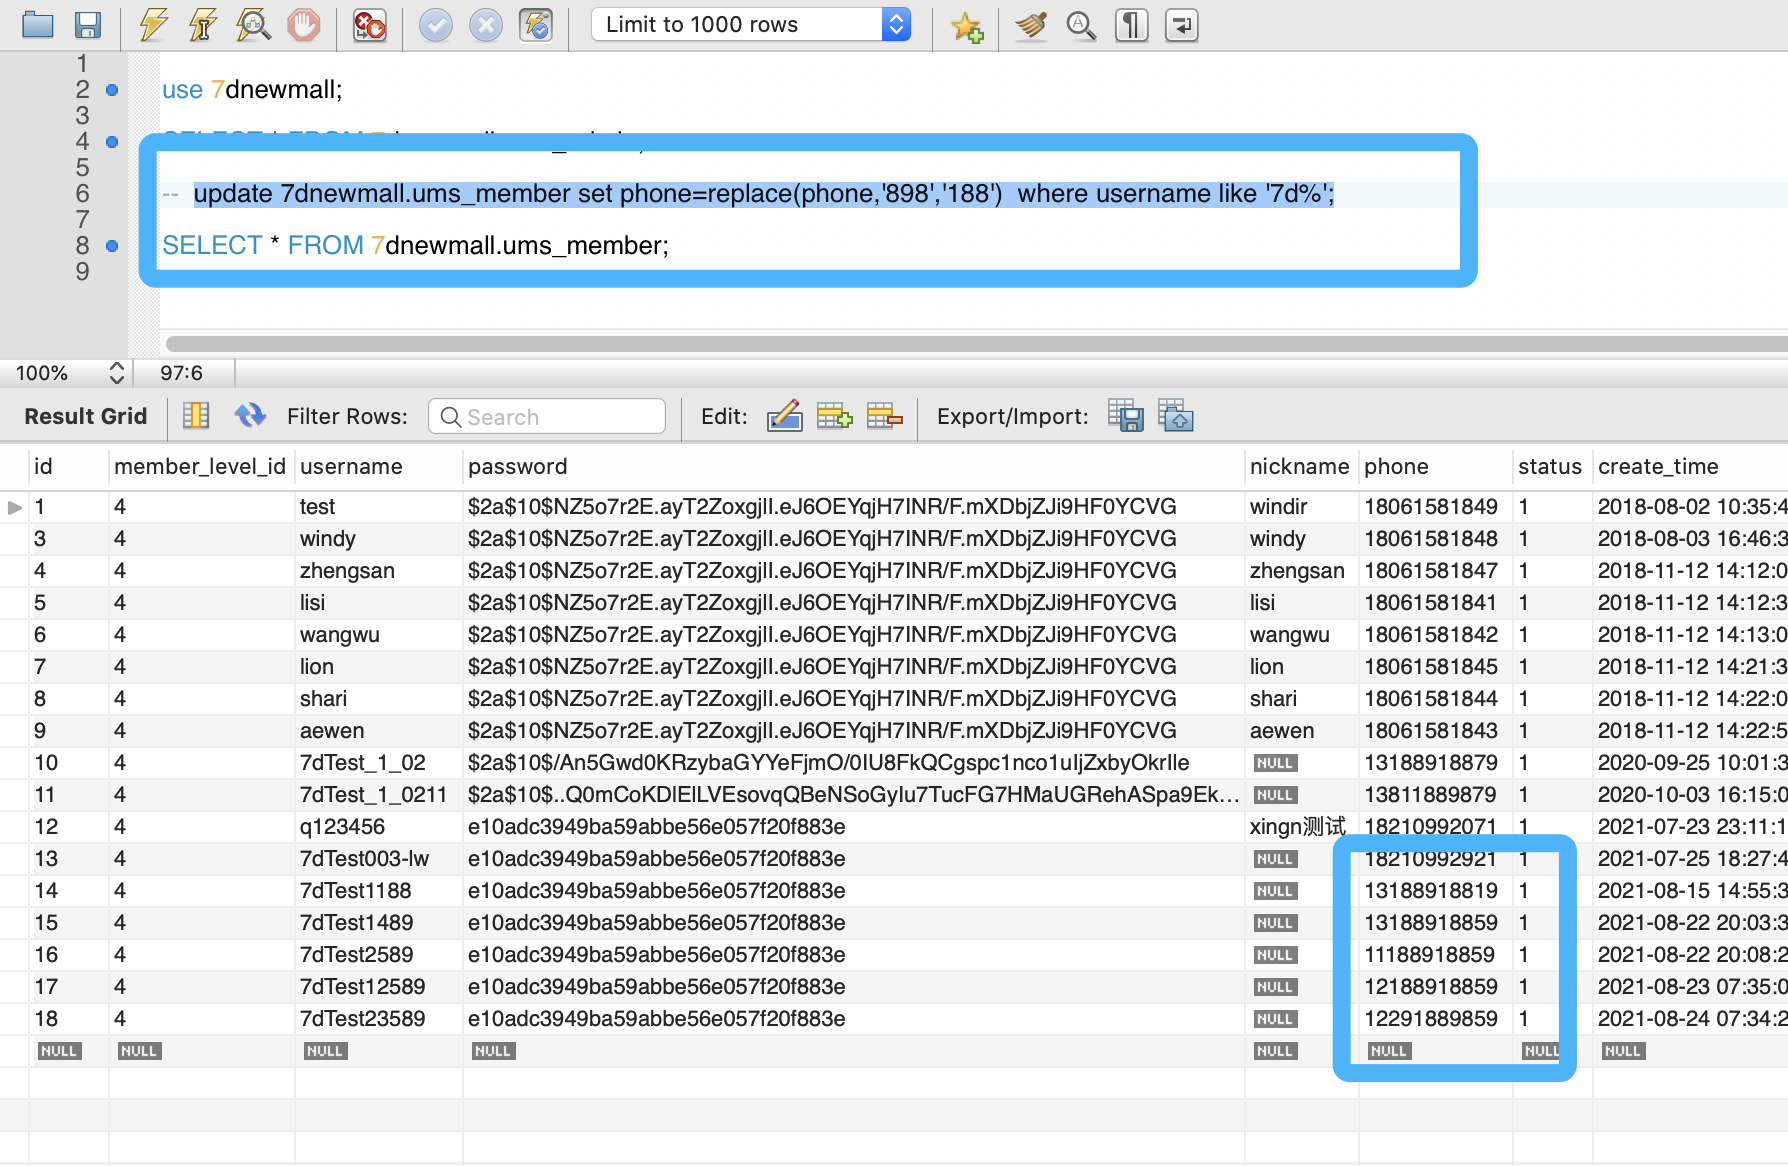 Limit to 1000 rows
1
2 use 7dnewmall;
3
4
5
6 -- update 7dnewmall.ums_member set phone=replace(phone,'898','188')  where username like '7d%';
7
8 SELECT * FROM 7dnewmall.ums_member;
9
100% 97:6
Result Grid Filter Rows: Search Edit: Export/Import:
id member_level_id username password nickname phone status create_time
1 4 test $2a$10$NZ5o7r2E.ayT2ZoxgjlI.eJ6OEYqjH7INR/F.mXDbjZJi9HF0YCVG windir 18061581849 1 2018-08-02 10:35:4
3 4 windy $2a$10$NZ5o7r2E.ayT2ZoxgjlI.eJ6OEYqjH7INR/F.mXDbjZJi9HF0YCVG windy 18061581848 1 2018-08-03 16:46:3
4 4 zhengsan $2a$10$NZ5o7r2E.ayT2ZoxgjlI.eJ6OEYqjH7INR/F.mXDbjZJi9HF0YCVG zhengsan 18061581847 1 2018-11-12 14:12:0
5 4 lisi $2a$10$NZ5o7r2E.ayT2ZoxgjlI.eJ6OEYqjH7INR/F.mXDbjZJi9HF0YCVG lisi 18061581841 1 2018-11-12 14:12:3
6 4 wangwu $2a$10$NZ5o7r2E.ayT2ZoxgjlI.eJ6OEYqjH7INR/F.mXDbjZJi9HF0YCVG wangwu 18061581842 1 2018-11-12 14:13:0
7 4 lion $2a$10$NZ5o7r2E.ayT2ZoxgjlI.eJ6OEYqjH7INR/F.mXDbjZJi9HF0YCVG lion 18061581845 1 2018-11-12 14:21:3
8 4 shari $2a$10$NZ5o7r2E.ayT2ZoxgjlI.eJ6OEYqjH7INR/F.mXDbjZJi9HF0YCVG shari 18061581844 1 2018-11-12 14:22:0
9 4 aewen $2a$10$NZ5o7r2E.ayT2ZoxgjlI.eJ6OEYqjH7INR/F.mXDbjZJi9HF0YCVG aewen 18061581843 1 2018-11-12 14:22:5
10 4 7dTest_1_02 $2a$10$/An5Gwd0KRzybaGYYeFjmO/0IU8FkQCgspc1nco1uIjZxbyOkrIIe NULL 13188918879 1 2020-09-25 10:01:3
11 4 7dTest_1_0211 $2a$10$..Q0mCoKDIElLVEsovqQBeNSoGyIu7TucFG7HMaUGRehASpa9Ek... NULL 13811889879 1 2020-10-03 16:15:0
12 4 q123456 e10adc3949ba59abbe56e057f20f883e xingn测试 18210992071 1 2021-07-23 23:11:1
13 4 7dTest003-lw e10adc3949ba59abbe56e057f20f883e NULL 18210992921 1 2021-07-25 18:27:4
14 4 7dTest1188 e10adc3949ba59abbe56e057f20f883e NULL 13188918819 1 2021-08-15 14:55:3
15 4 7dTest1489 e10adc3949ba59abbe56e057f20f883e NULL 13188918859 1 2021-08-22 20:03:3
16 4 7dTest2589 e10adc3949ba59abbe56e057f20f883e NULL 11188918859 1 2021-08-22 20:08:2
17 4 7dTest12589 e10adc3949ba59abbe56e057f20f883e NULL 12188918859 1 2021-08-23 07:35:0
18 4 7dTest23589 e10adc3949ba59abbe56e057f20f883e NULL 12291889859 1 2021-08-24 07:34:2
NULL NULL NULL NULL NULL NULL NULL NULL